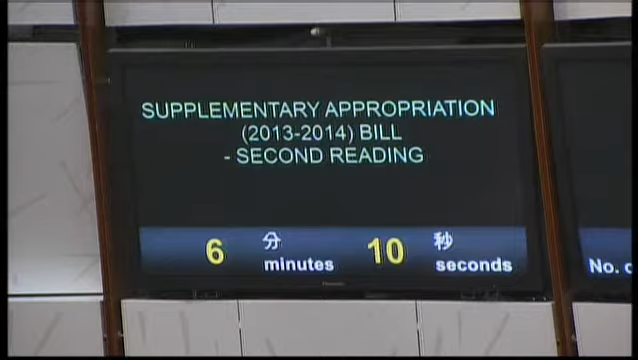 SUPPLEMENTARY APPROPRIATION
(2013-2014) BILL
- SECOND READING
6 分 minutes 10 秒 seconds
No.